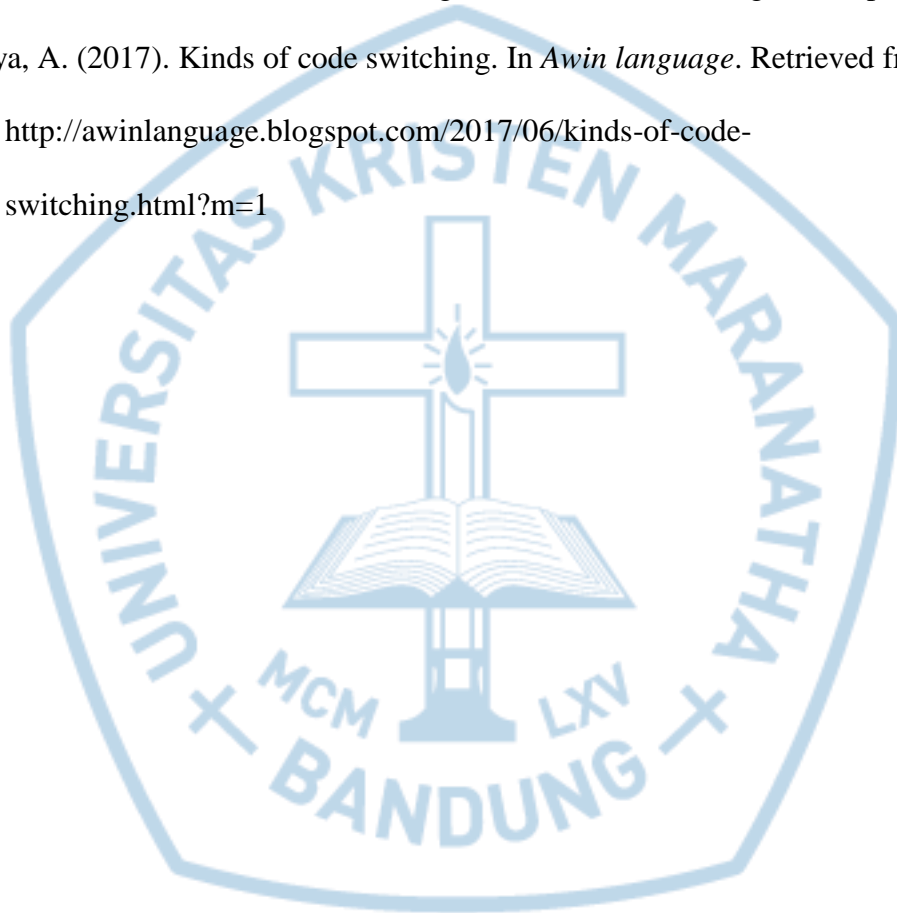 ya, A. (2017). Kinds of code switching. In Awin language. Retrieved
http://awinlanguage.blogspot.com/2017/06/kinds-of-code-
switching.html?m=1
UNIVERSITAS KRISTEN MARANATHA
MCM LXV
BANDUNG